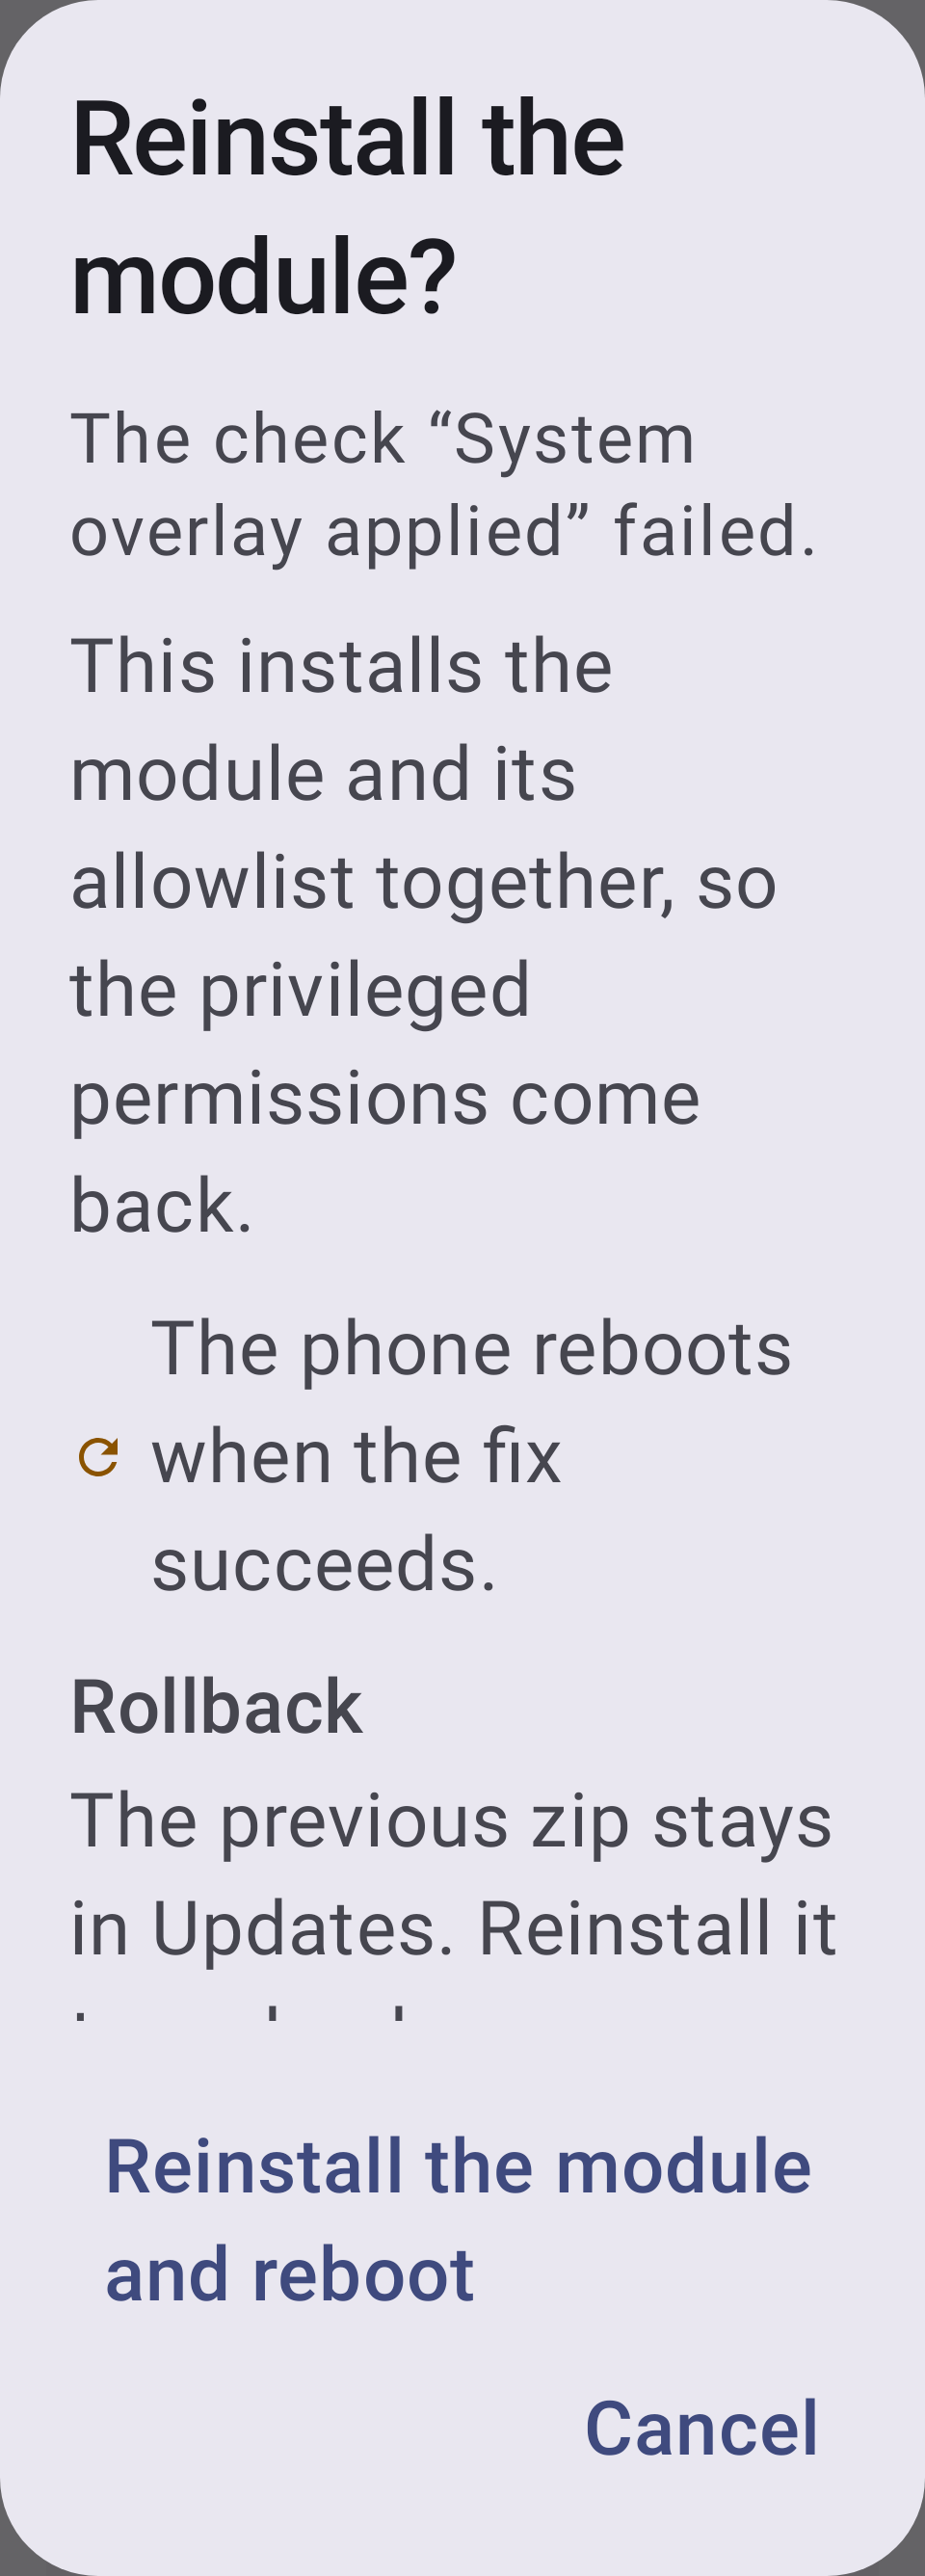 Reinstall the
module?
The check “System
overlay applied” failed.
This installs the
module and its
allowlist together, so
the privileged
permissions come
back.
The phone reboots
when the fix
succeeds.
Rollback
The previous zip stays
in Updates. Reinstall it
Reinstall the module
and reboot
Cancel